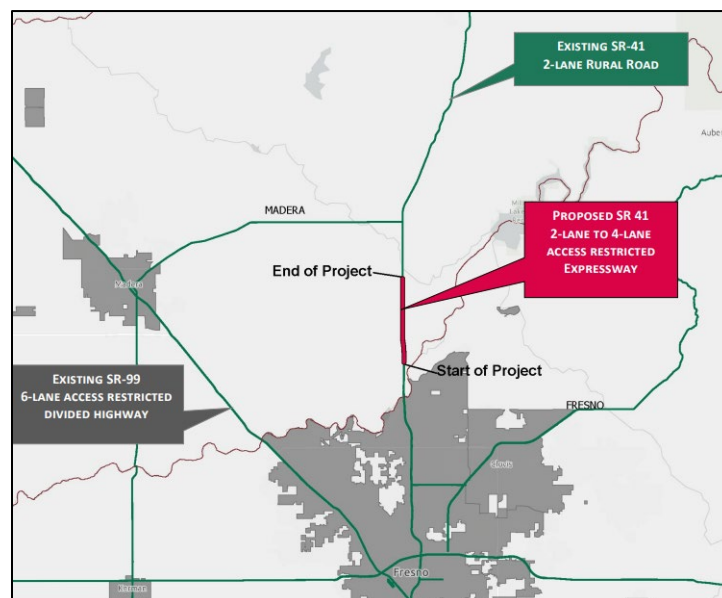 EXISTING SR-41
2-LANE RURAL ROAD
Aube
MADERA
PROPOSED SR 41
2-LANE TO 4-LANE
ACCESS RESTRICTED
EXPRESSWAY
End of Project
Madera
Start of Project
EXISTING SR-99
6-LANE ACCESS RESTRICTED
DIVIDED HIGHWAY
FRESNO
Clovis
Fresno
Kerman